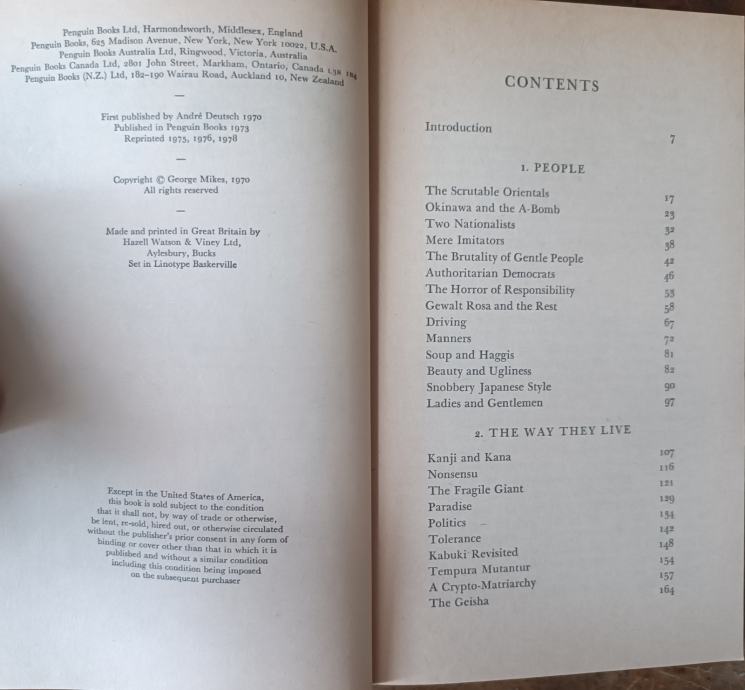 Penguin Books Ltd, Harmondsworth, Middlesex, England
Penguin Books, 625 Madison Avenue, New York, New York 10022, U.S.A.
Penguin Books Australia Ltd, Ringwood, Victoria, Australia
Penguin Books Canada Ltd, 2801 John Street, Markham, Ontario, Canada
Penguin Books (N.Z.) Ltd, 182–190 Wairau Road, Auckland 10, New Zealand
—
First published by André Deutsch 1970
Published in Penguin Books 1973
Reprinted 1975, 1976, 1978
—
Copyright © George Mikes, 1970
All rights reserved
—
Made and printed in Great Britain by
Hazell Watson & Viney Ltd,
Aylesbury, Bucks
Set in Linotype Baskerville
Except in the United States of America,
this book is sold subject to the condition
that it shall not, by way of trade or otherwise,
be lent, re-sold, hired out, or otherwise circulated
without the publisher's prior consent in any form of
binding or cover other than that in which it is
published and without a similar condition
including this condition being imposed
on the subsequent purchaser
CONTENTS
Introduction 7
1. PEOPLE
The Scrutable Orientals 17
Okinawa and the A-Bomb 23
Two Nationalists 32
Mere Imitators 38
The Brutality of Gentle People 42
Authoritarian Democrats 46
The Horror of Responsibility 53
Gewalt Rosa and the Rest 58
Driving 67
Manners 72
Soup and Haggis 81
Beauty and Ugliness 82
Snobbery Japanese Style 90
Ladies and Gentlemen 97
2. THE WAY THEY LIVE
Kanji and Kana 107
Nonsensu 116
The Fragile Giant 121
Paradise 129
Politics 134
Tolerance 142
Kabuki Revisited 148
Tempura Mutantur 154
A Crypto-Matriarchy 157
The Geisha 164